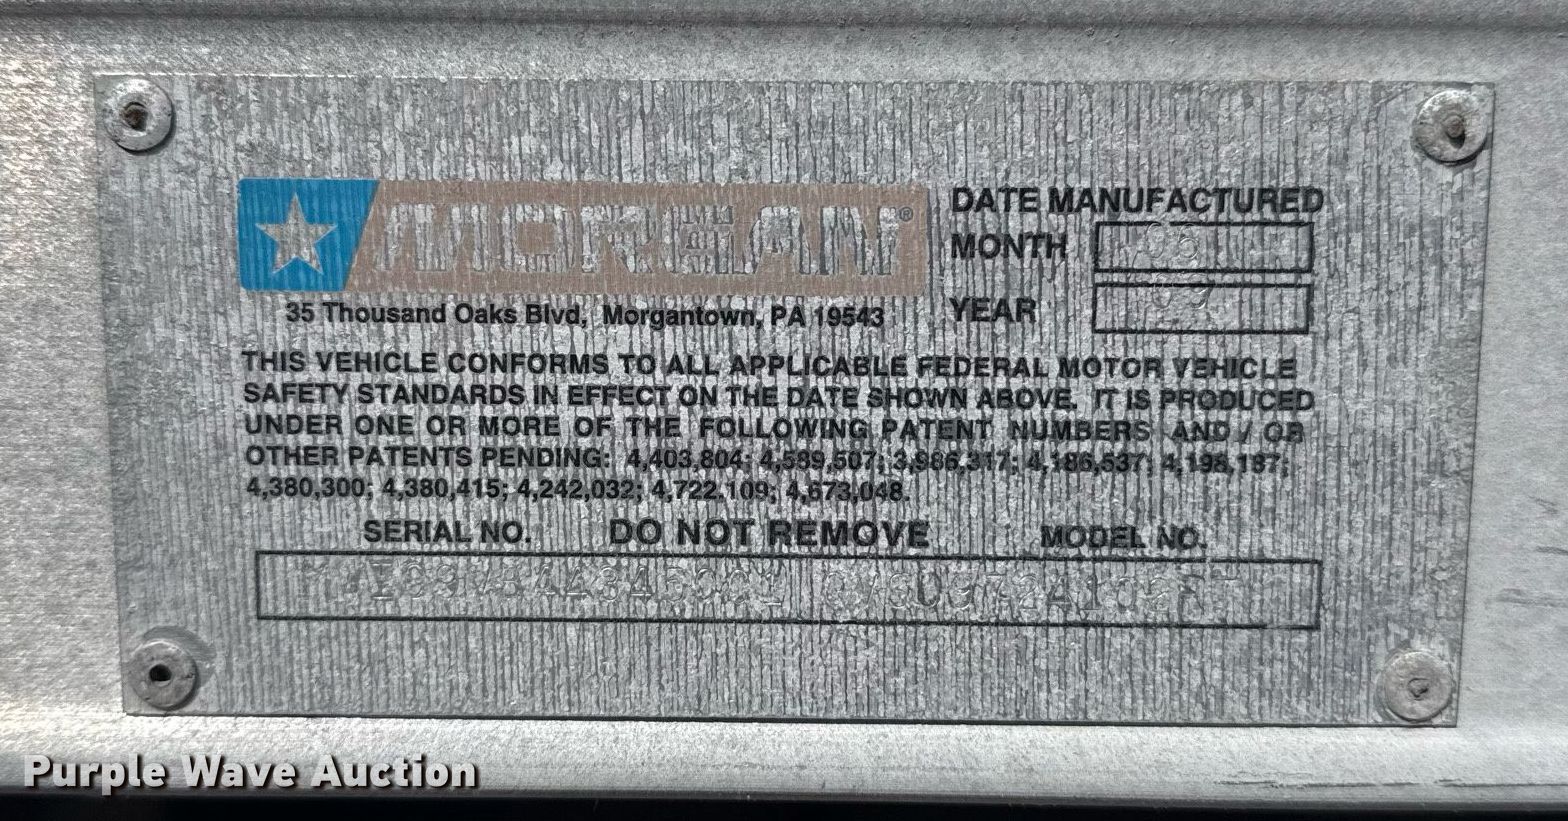 MORGAN®
35 Thousand Oaks Blvd, Morgantown, PA 19543
DATE MANUFACTURED
MONTH
YEAR
THIS VEHICLE CONFORMS TO ALL APPLICABLE FEDERAL MOTOR VEHICLE
SAFETY STANDARDS IN EFFECT ON THE DATE SHOWN ABOVE. IT IS PRODUCED
UNDER ONE OR MORE OF THE FOLLOWING PATENT NUMBERS AND / OR
OTHER PATENTS PENDING: 4,403,804; 4,589,507; 3,986,317; 4,186,537; 4,198,187;
4,380,300; 4,380,415; 4,242,032; 4,722,109; 4,673,048.
SERIAL NO. DO NOT REMOVE MODEL NO.
Purple Wave Auction